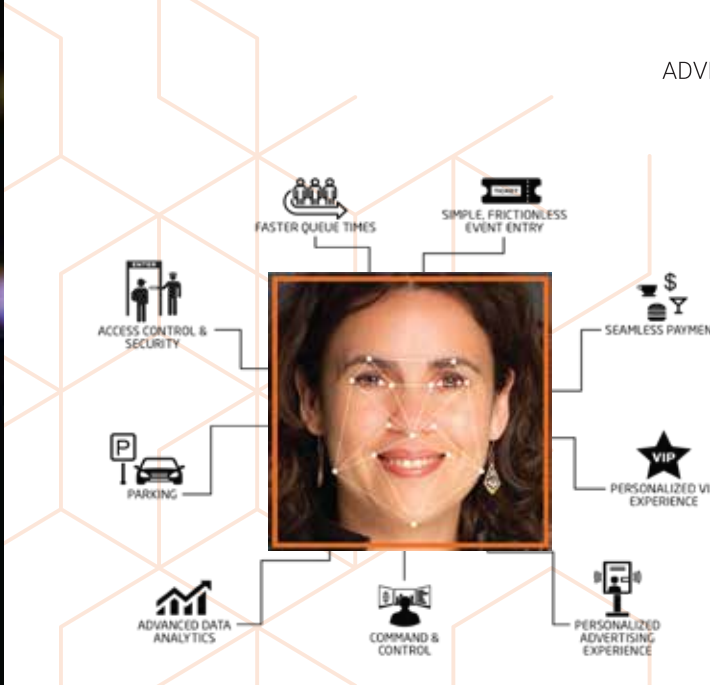 ADV
TICKET
FASTER QUEUE TIMES
SIMPLE, FRICTIONLESS
EVENT ENTRY
ENTER
ACCESS CONTROL &
SECURITY
$
SEAMLESS PAYMEN
P
PARKING
VIP
PERSONALIZED VI
EXPERIENCE
ADVANCED DATA
ANALYTICS
COMMAND &
CONTROL
PERSONALIZED
ADVERTISING
EXPERIENCE